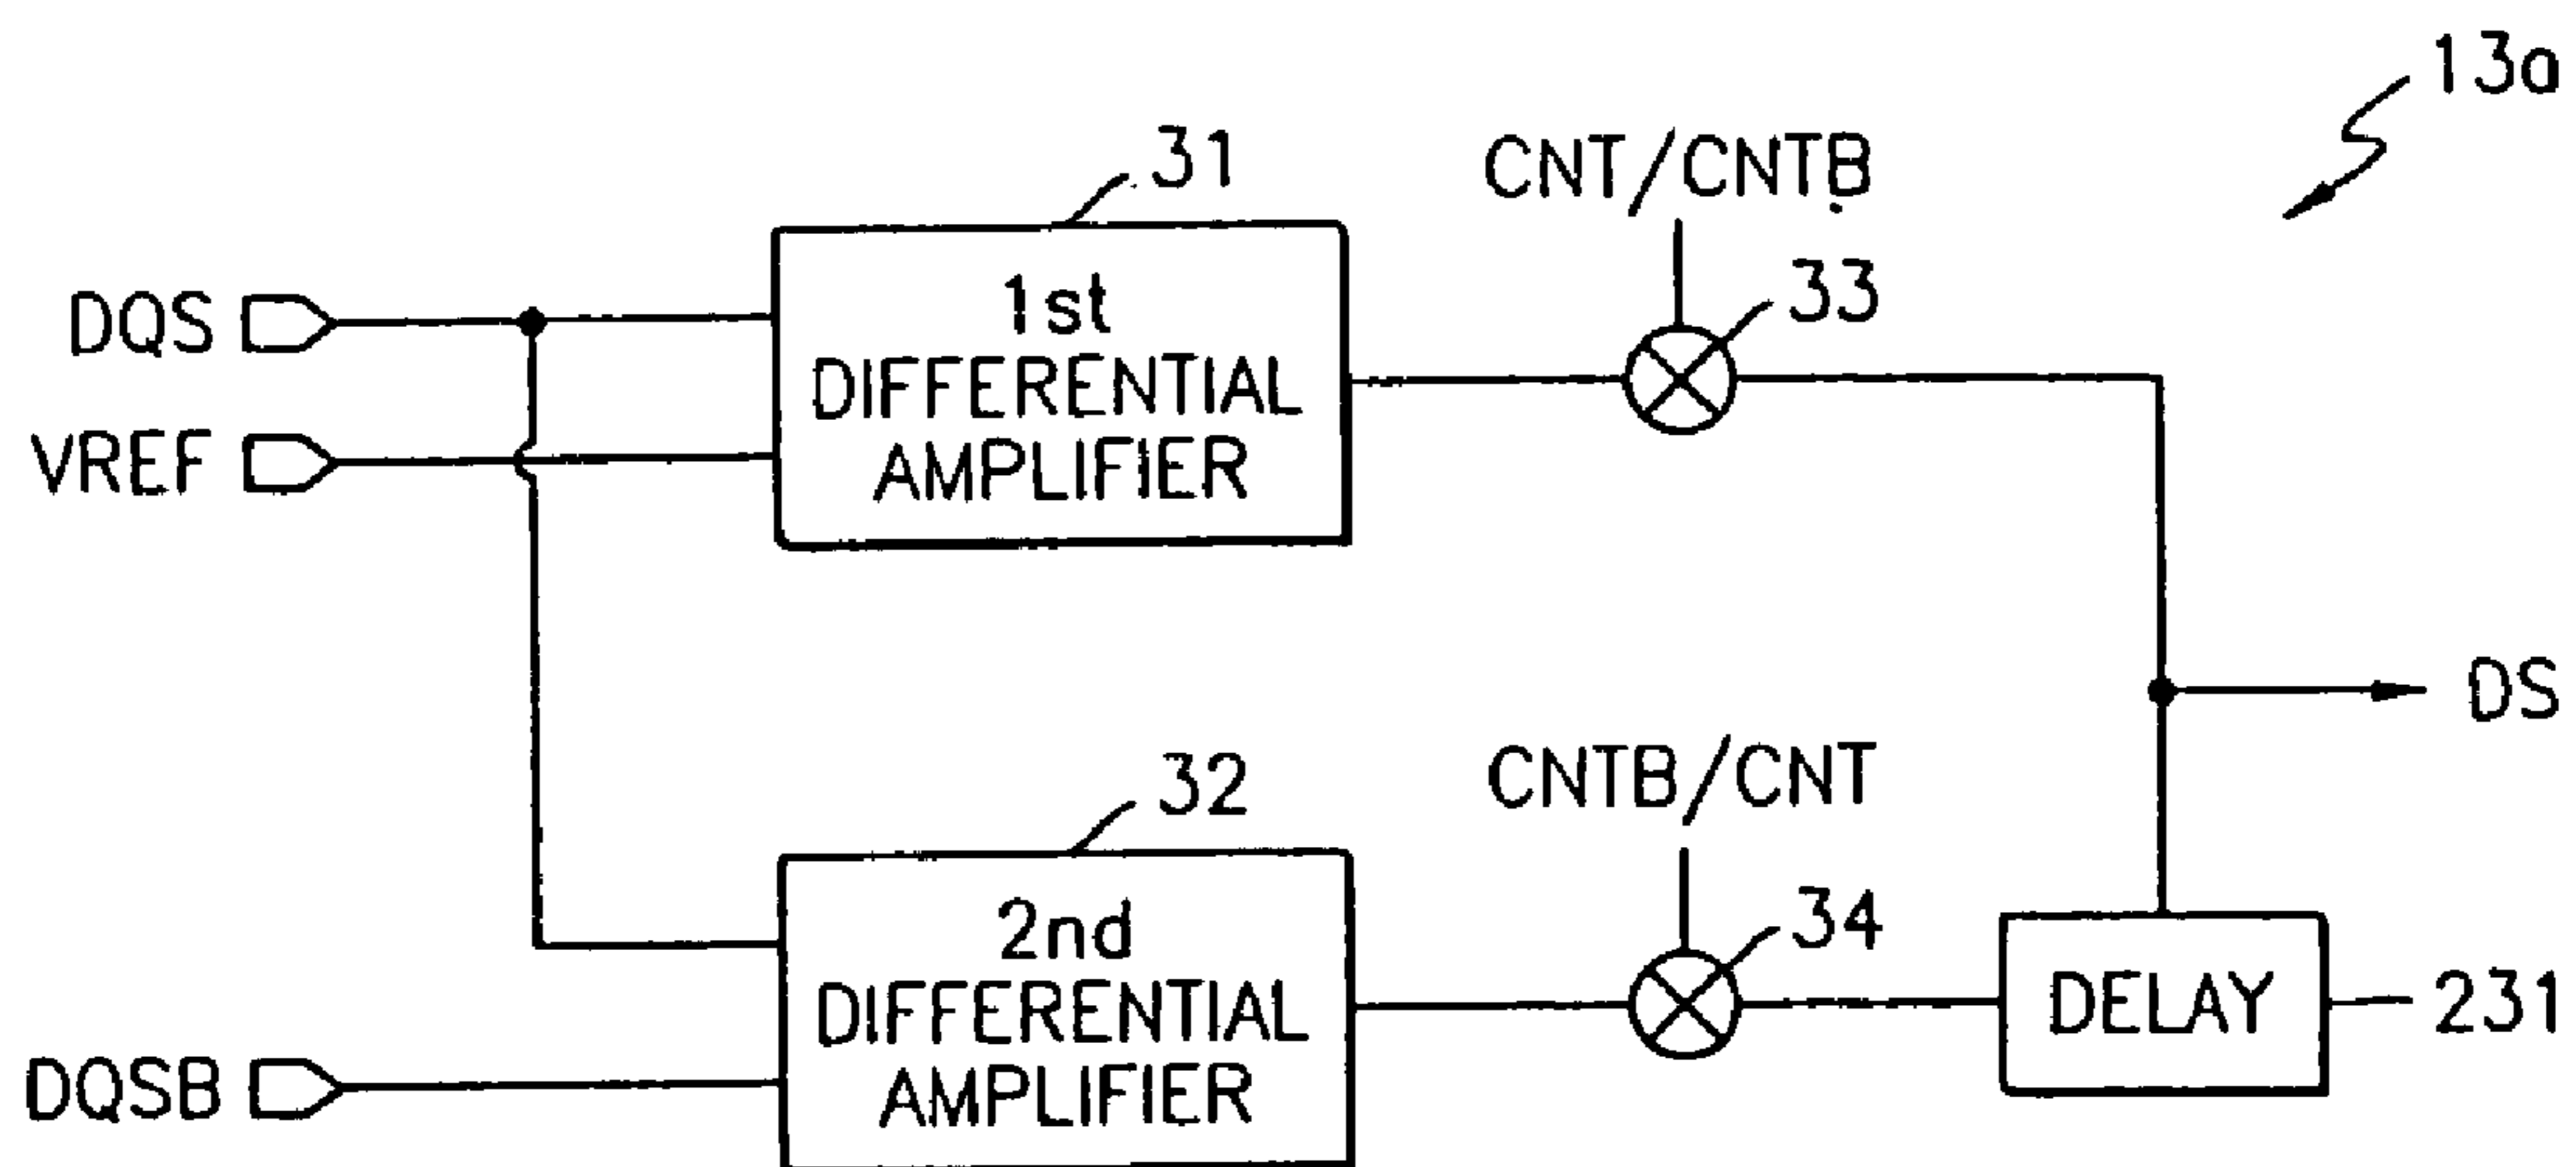 13a
31
CNT/CNTB
DQS
1st
DIFFERENTIAL
AMPLIFIER
33
VREF
DS
32
CNTB/CNT
2nd
DIFFERENTIAL
AMPLIFIER
34
DELAY
231
DQSB